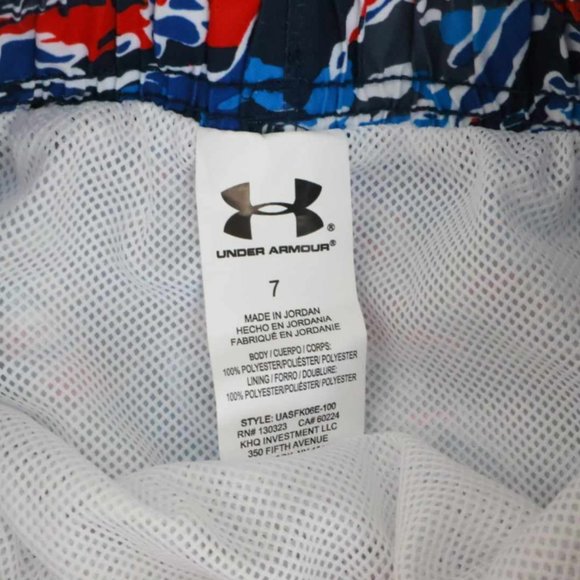 UNDER ARMOUR®
7
MADE IN JORDAN
HECHO EN JORDANIA
FABRIQUÉ EN JORDANIE
BODY / CUERPO / CORPS:
100% POLYESTER/POLIÉSTER/ POLYESTER
LINING / FORRO / DOUBLURE:
100% POLYESTER/POLIÉSTER/ POLYESTER
STYLE: UASFK06E-100
RN# 130323 CA# 60224
KHQ INVESTMENT LLC
350 FIFTH AVENUE